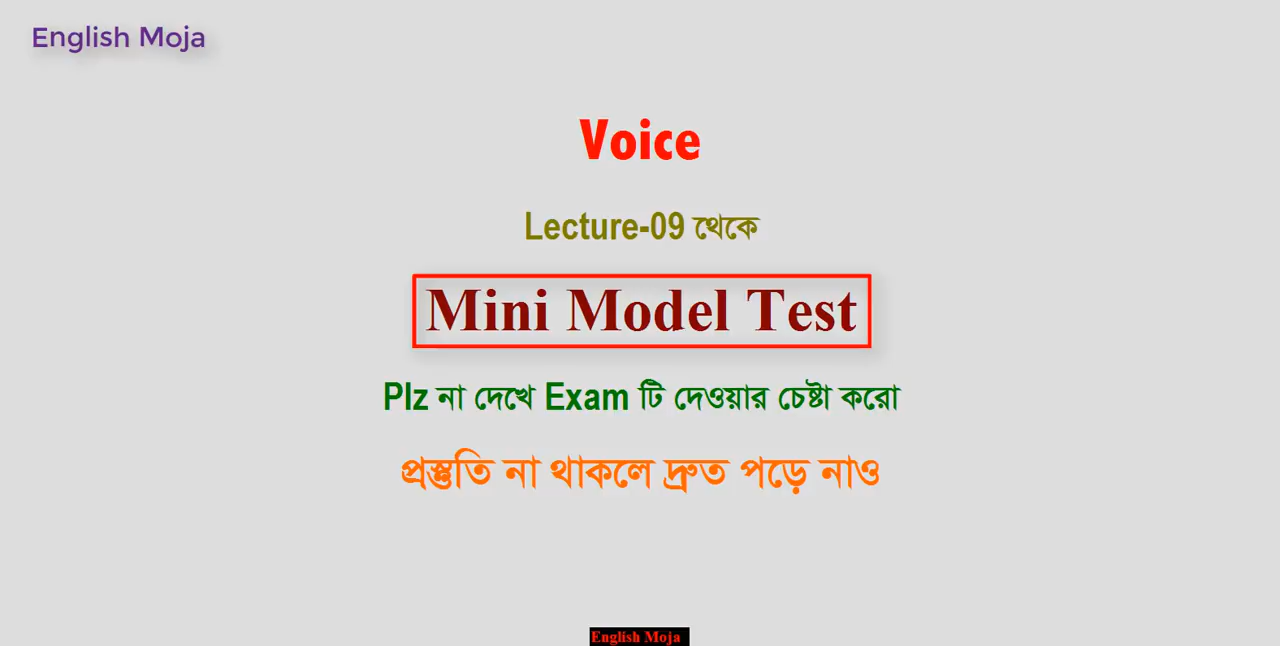 English Moja
Voice
Lecture-09 থেকে
Mini Model Test
Plz না দেখে Exam টি দেওয়ার চেষ্টা করো
প্রস্তুতি না থাকলে দ্রুত পড়ে নাও
English Moja